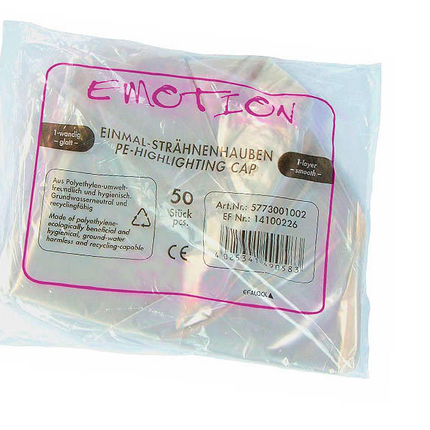 EMOTION
1-wandig
- glatt -
EINMAL-STRÄHNENHAUBEN
PE-HIGHLIGHTING CAP
1-layer
- smooth -
Aus Polyethylen-umwelt-
freundlich und hygienisch.
Grundwasserneutral und
recyclingfähig
Made of polyethylene-
ecologically beneficial and
hygienical, ground-water
harmless and recycling-capable
50
Stück
pcs.
CE
Art.Nr.: 5773001002
EF Nr.: 14100226
EFALOCK